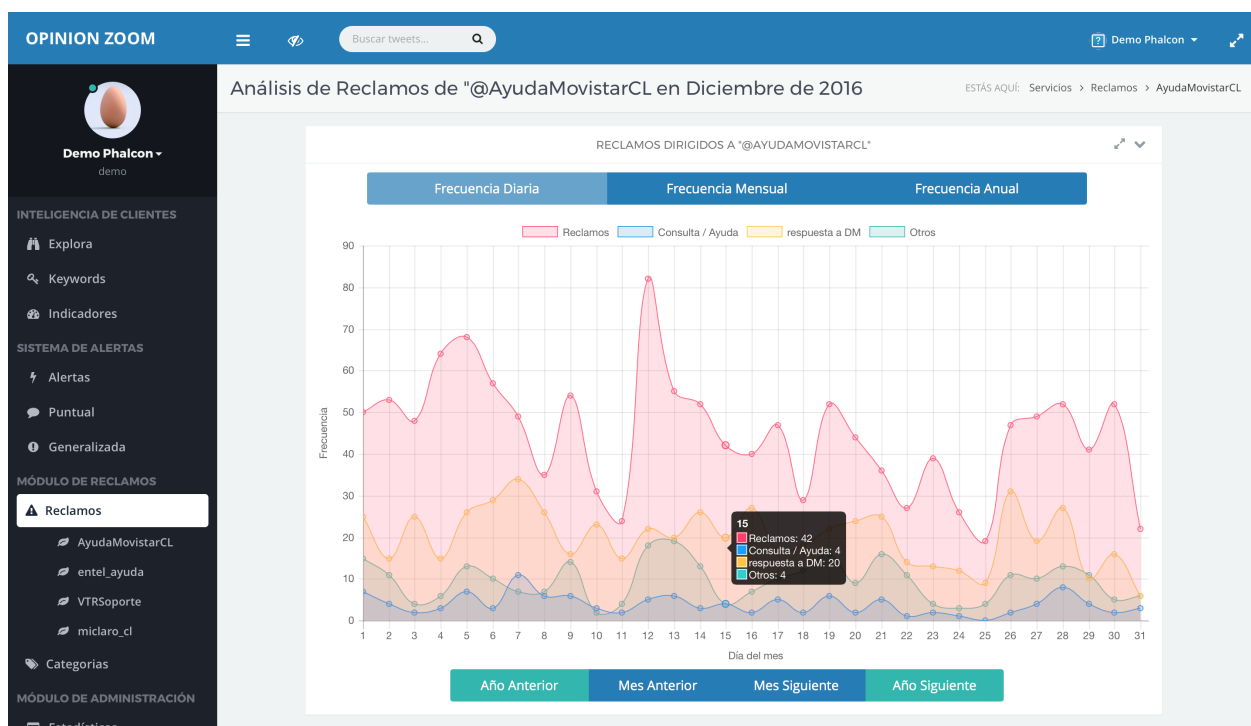 OPINION ZOOM
Buscar tweets...
Demo Phalcon
Demo Phalcon
demo
INTELIGENCIA DE CLIENTES
Explora
Keywords
Indicadores
SISTEMA DE ALERTAS
Alertas
Puntual
Generalizada
MÓDULO DE RECLAMOS
Reclamos
AyudaMovistarCL
entel_ayuda
VTRSoporte
miclaro_cl
Categorias
MÓDULO DE ADMINISTRACIÓN
Análisis de Reclamos de "@AyudaMovistarCL en Diciembre de 2016
ESTÁS AQUÍ: Servicios > Reclamos > AyudaMovistarCL
RECLAMOS DIRIGIDOS A "@AYUDAMOVISTARCL"
Frecuencia Diaria Frecuencia Mensual Frecuencia Anual
Reclamos Consulta / Ayuda respuesta a DM Otros
Frecuencia
90
80
70
60
50
40
30
20
10
0
15
Reclamos: 42
Consulta / Ayuda: 4
respuesta a DM: 20
Otros: 4
1 2 3 4 5 6 7 8 9 10 11 12 13 14 15 16 17 18 19 20 21 22 23 24 25 26 27 28 29 30 31
Día del mes
Año Anterior Mes Anterior Mes Siguiente Año Siguiente